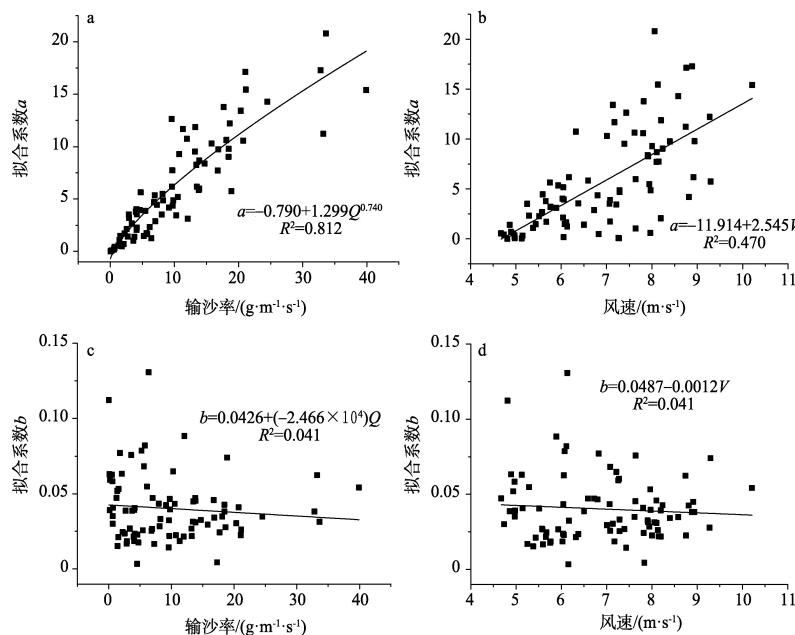 a
20
15
10
5
0
拟合系数a
a=−0.790+1.299Q^0.740
R²=0.812
0 10 20 30 40
输沙率/(g·m⁻¹·s⁻¹)
b
20
15
10
5
0
拟合系数a
a=−11.914+2.545V
R²=0.470
4 5 6 7 8 9 10 11
风速/(m·s⁻¹)
c
0.15
0.10
0.05
0
拟合系数b
b=0.0426+(−2.466×10⁴)Q
R²=0.041
0 10 20 30 40
输沙率/(g·m⁻¹·s⁻¹)
d
0.15
0.10
0.05
0
拟合系数b
b=0.0487−0.0012V
R²=0.041
4 5 6 7 8 9 10 11
风速/(m·s⁻¹)